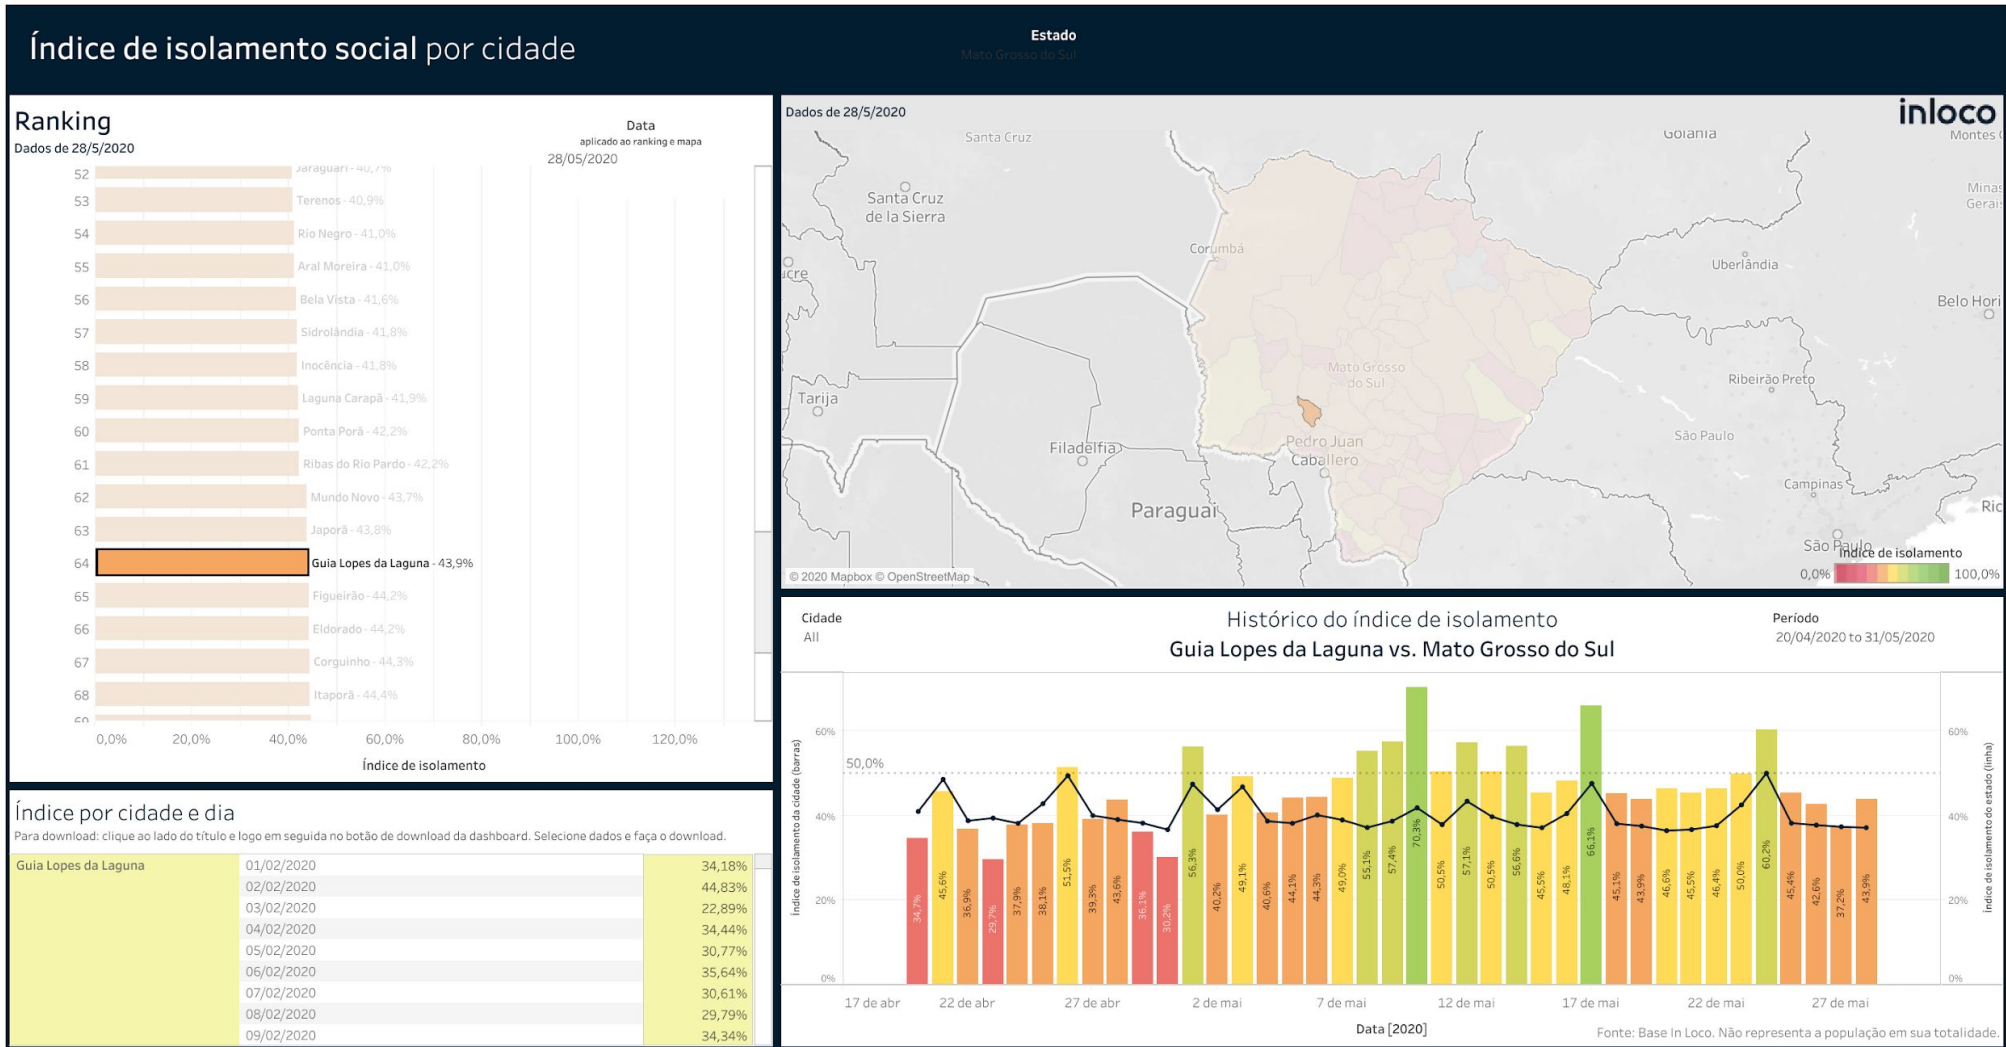 Índice de isolamento social por cidade
Estado
Mato Grosso do Sul
Ranking
Dados de 28/5/2020
Data
aplicado ao ranking e mapa
28/05/2020
52 Jaraguari - 40,7%
53 Terenos - 40,9%
54 Rio Negro - 41,0%
55 Aral Moreira - 41,0%
56 Bela Vista - 41,6%
57 Sidrolândia - 41,8%
58 Inocência - 41,8%
59 Laguna Carapã - 41,9%
60 Ponta Porã - 42,2%
61 Ribas do Rio Pardo - 42,2%
62 Mundo Novo - 43,7%
63 Japorã - 43,8%
64 Guia Lopes da Laguna - 43,9%
65 Figueirão - 44,2%
66 Eldorado - 44,2%
67 Corguinho - 44,3%
68 Itaporã - 44,4%
69
0,0% 20,0% 40,0% 60,0% 80,0% 100,0% 120,0%
Índice de isolamento
Índice por cidade e dia
Para download: clique ao lado do título e logo em seguida no botão de download da dashboard. Selecione dados e faça o download.
Guia Lopes da Laguna 01/02/2020 34,18%
02/02/2020 44,83%
03/02/2020 22,89%
04/02/2020 34,44%
05/02/2020 30,77%
06/02/2020 35,64%
07/02/2020 30,61%
08/02/2020 29,79%
09/02/2020 34,34%
Dados de 28/5/2020
inloco
Santa Cruz
Goiânia
Montes
Santa Cruz
de la Sierra
Minas
Gerais
Corumbá
Uberlândia
ucre
Belo Hori
Mato Grosso
do Sul
Ribeirão Preto
Tarija
Pedro Juan
Caballero
Filadelfia
São Paulo
Campinas
Paraguai
Ric
São Paulo
Índice de isolamento
0,0% 100,0%
© 2020 Mapbox © OpenStreetMap
Cidade
All
Histórico do índice de isolamento
Guia Lopes da Laguna vs. Mato Grosso do Sul
Período
20/04/2020 to 31/05/2020
Índice de isolamento da cidade (barras)
60%
40%
20%
0%
50,0%
34,7%
45,6%
36,9%
29,7%
37,9%
38,1%
51,5%
39,3%
43,6%
36,1%
30,2%
56,3%
40,2%
49,1%
40,6%
44,1%
44,3%
49,0%
55,1%
57,4%
70,3%
50,5%
57,1%
50,5%
56,6%
45,5%
48,1%
66,1%
45,1%
43,9%
46,6%
45,5%
46,4%
50,0%
60,2%
45,4%
42,6%
37,2%
43,9%
60%
40%
20%
0%
Índice de isolamento do estado (linha)
17 de abr 22 de abr 27 de abr 2 de mai 7 de mai 12 de mai 17 de mai 22 de mai 27 de mai
Data [2020]
Fonte: Base In Loco. Não representa a população em sua totalidade.